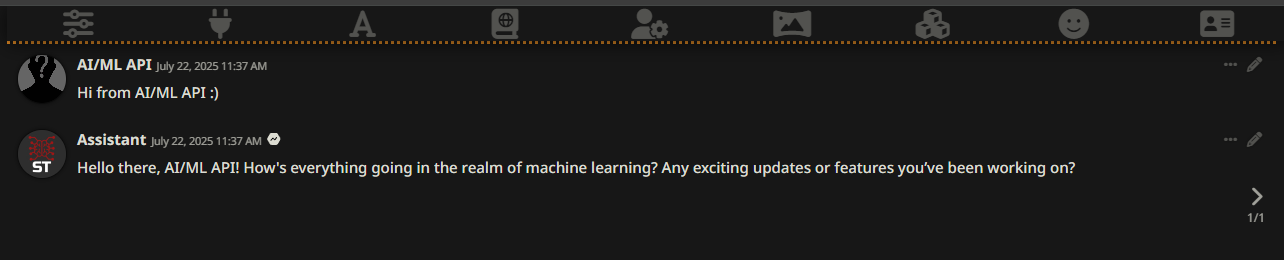 AI/ML API July 22, 2025 11:37 AM
Hi from AI/ML API :)
Assistant July 22, 2025 11:37 AM
ST
Hello there, AI/ML API! How's everything going in the realm of machine learning? Any exciting updates or features you’ve been working on?
1/1